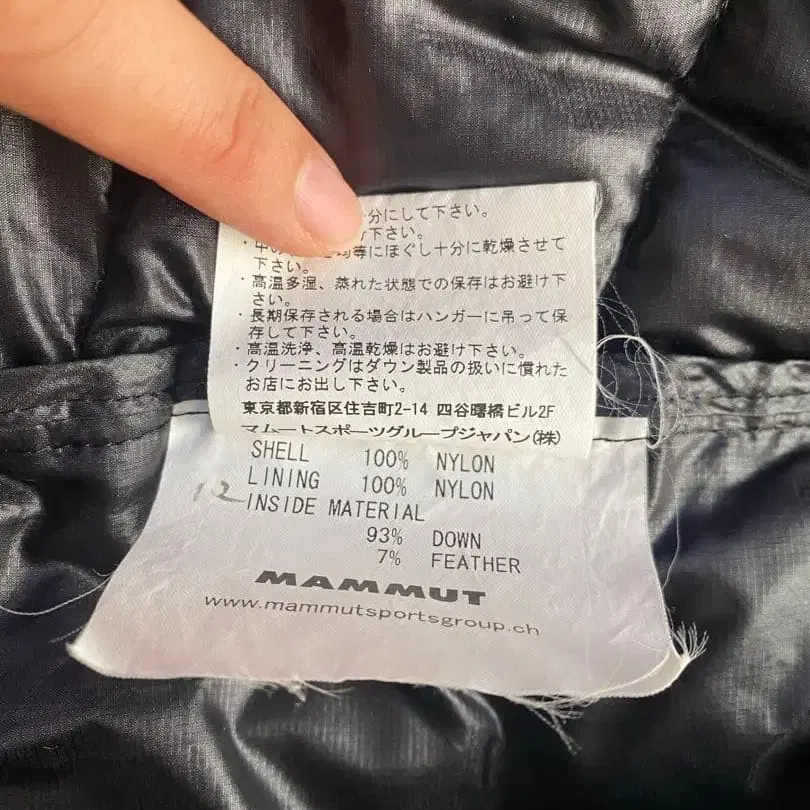 分にして下さい。
下さい。
均等にほぐし十分に乾燥させて
下さい。
・高温多湿、蒸れた状態での保存はお避け下
さい。
・長期保存される場合はハンガーに吊って保
存して下さい。
・高温洗浄、高温乾燥はお避け下さい。
・クリーニングはダウン製品の扱いに慣れた
お店にお出し下さい。
東京都新宿区住吉町2-14 四谷曙橋ビル2F
マムートスポーツグループジャパン(株)
SHELL 100% NYLON
LINING 100% NYLON
12
INSIDE MATERIAL
93% DOWN
7% FEATHER
MAMMUT
www.mammutsportsgroup.ch